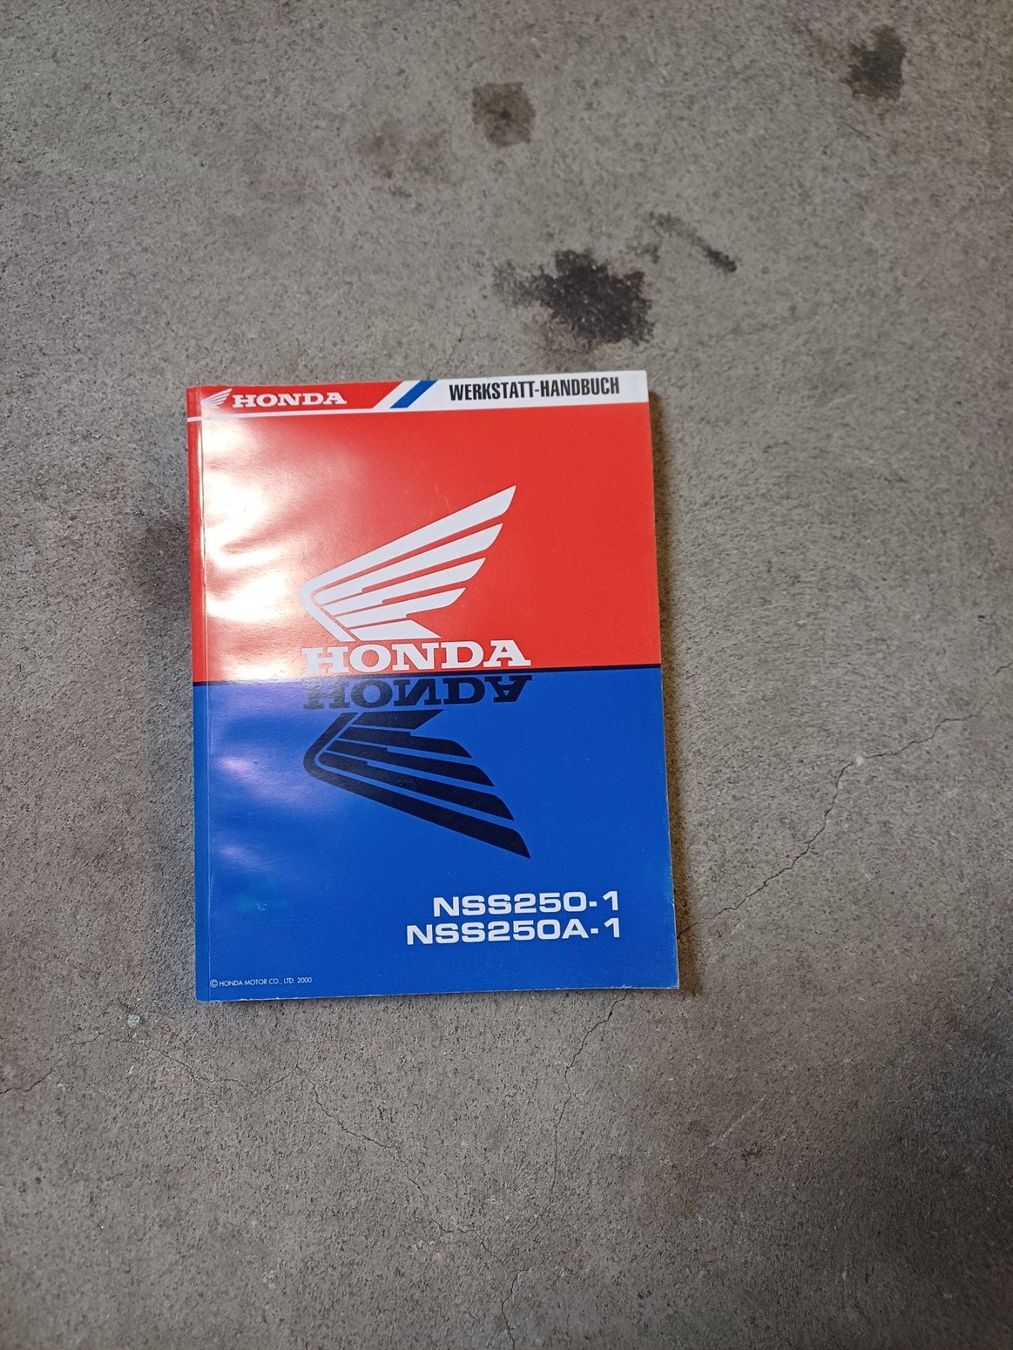 HONDA
WERKSTATT-HANDBUCH
HONDA
HONDA
NSS250-1
NSS250A-1
© HONDA MOTOR CO., LTD. 2000